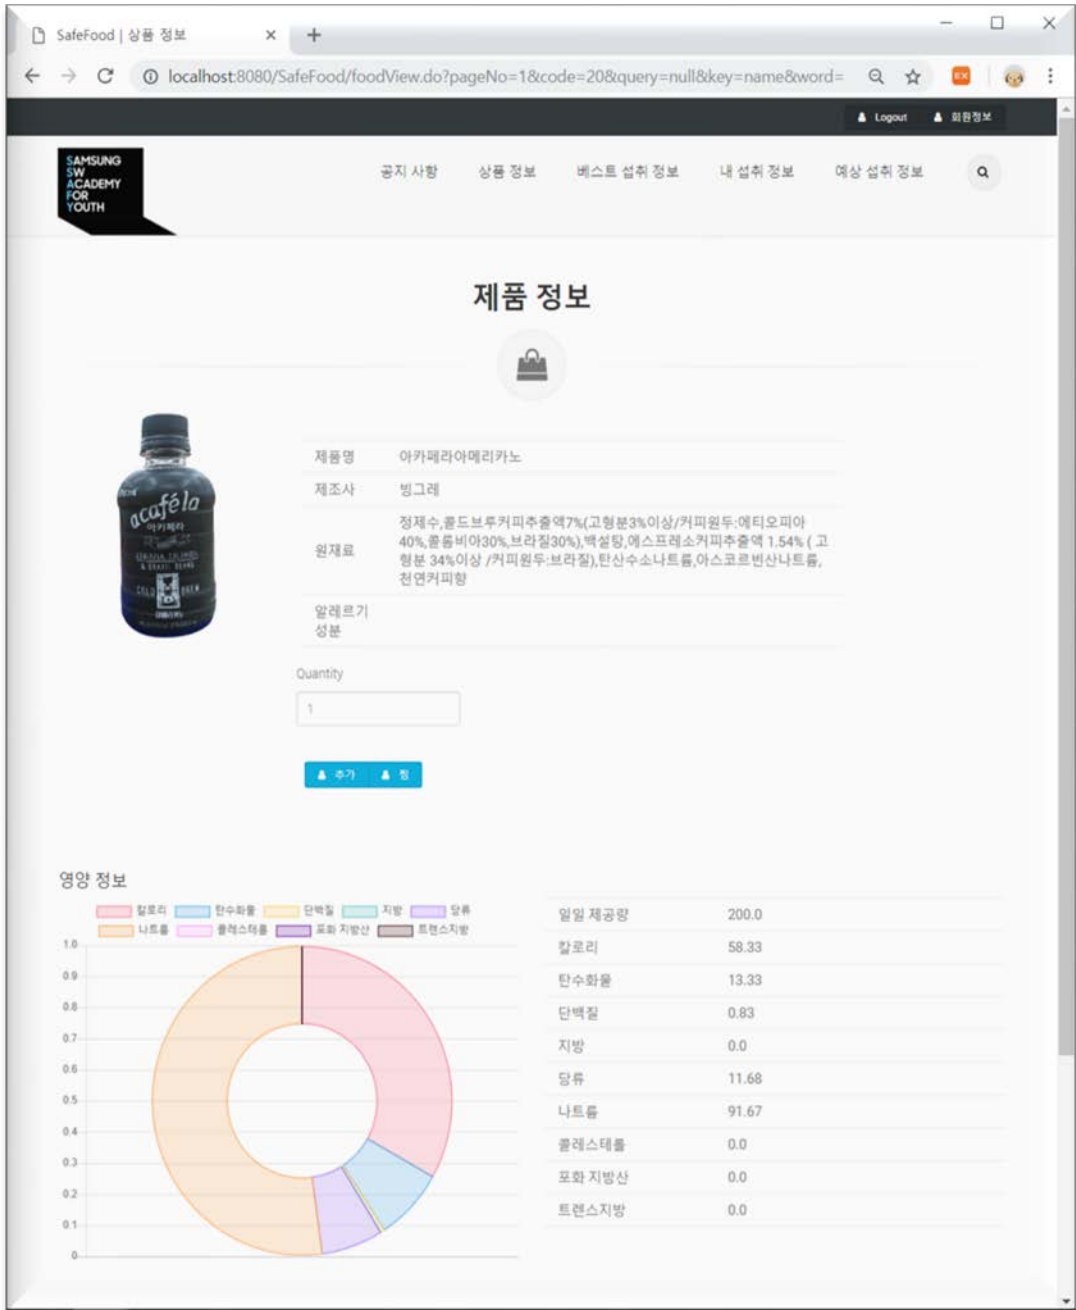 SafeFood | 상품 정보
localhost:8080/SafeFood/foodView.do?pageNo=1&code=20&query=null&key=name&word=
Logout 회원정보
SAMSUNG
SW
ACADEMY
FOR
YOUTH
공지 사항 상품 정보 베스트 섭취 정보 내 섭취 정보 예상 섭취 정보
제품 정보
acafela
아카페라
COLD BREW
제품명 아카페라아메리카노
제조사 빙그레
원재료
정제수,콜드브루커피추출액7%(고형분3%이상/커피원두:에티오피아
40%,콜롬비아30%,브라질30%),백설탕,에스프레소커피추출액 1.54% ( 고
형분 34%이상 /커피원두:브라질),탄산수소나트륨,아스코르빈산나트륨,
천연커피향
알레르기
성분
Quantity
1
추가 찜
영양 정보
칼로리 탄수화물 단백질 지방 당류
나트륨 콜레스테롤 포화 지방산 트랜스지방
1.0
0.9
0.8
0.7
0.6
0.5
0.4
0.3
0.2
0.1
0
일일 제공량 200.0
칼로리 58.33
탄수화물 13.33
단백질 0.83
지방 0.0
당류 11.68
나트륨 91.67
콜레스테롤 0.0
포화 지방산 0.0
트렌스지방 0.0